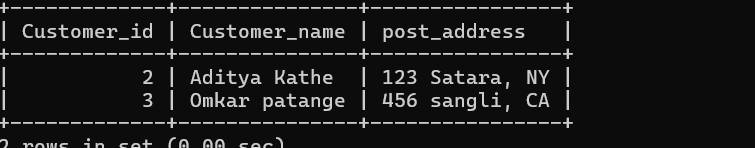 +-------------+---------------+----------------+
| Customer_id | Customer_name | post_address   |
+-------------+---------------+----------------+
|           2 | Aditya Kathe  | 123 Satara, NY |
|           3 | Omkar patange | 456 sangli, CA |
+-------------+---------------+----------------+
2 rows in set (0.00 sec)